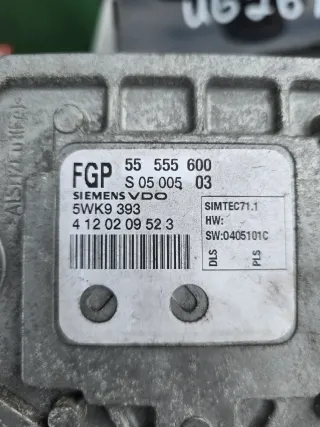 FGP 55 555 600
S 05 005 03
SIEMENS VDO
5WK9 393
4 12 02 09 52 3
SIMTEC71.1
HW:
SW:0405101C
DLS
PLS